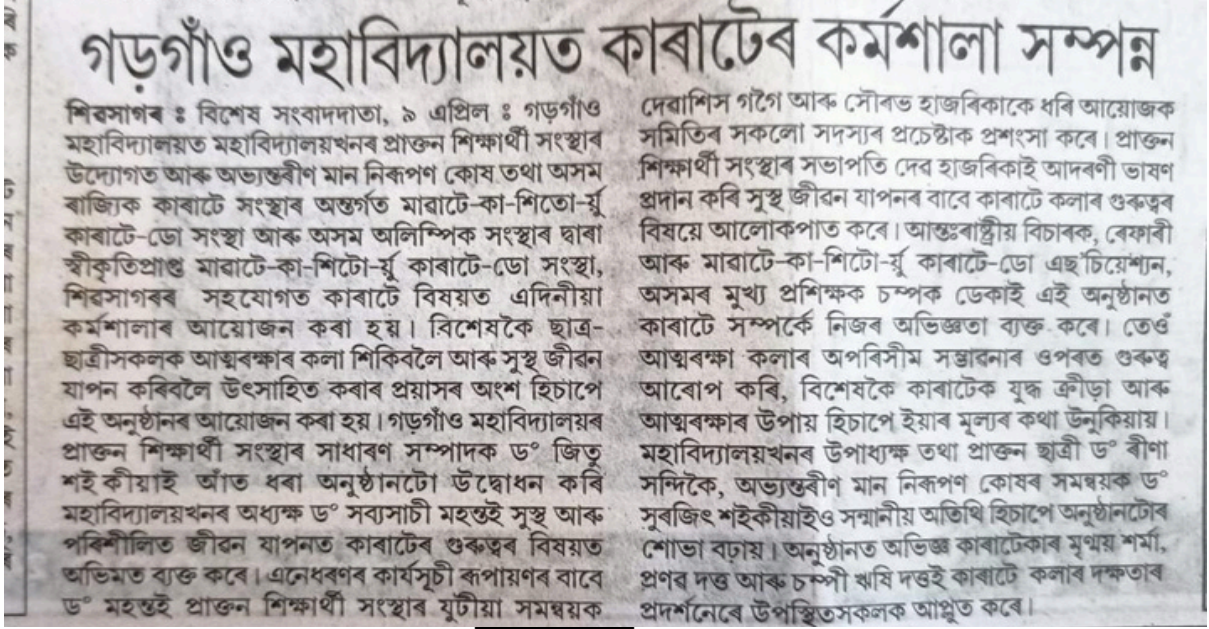 গড়গাঁও মহাবিদ্যালয়ত কাৰাটেৰ কৰ্মশালা সম্পন্ন
শিৱসাগৰ ঃ বিশেষ সংবাদদাতা, ৯ এপ্ৰিল ঃ গড়গাঁও
মহাবিদ্যালয়ত মহাবিদ্যালয়খনৰ প্ৰাক্তন শিক্ষাৰ্থী সংস্থাৰ
উদ্যোগত আৰু অভ্যন্তৰীণ মান নিৰূপণ কোষ তথা অসম
ৰাজ্যিক কাৰাটে সংস্থাৰ অন্তৰ্গত মাৱাটে-কা-শিতো-ৰ্য়ু
কাৰাটে-ডো সংস্থা আৰু অসম অলিম্পিক সংস্থাৰ দ্বাৰা
স্বীকৃতিপ্ৰাপ্ত মাৱাটে-কা-শিটো-ৰ্য়ু কাৰাটে-ডো সংস্থা,
শিৱসাগৰৰ সহযোগত কাৰাটে বিষয়ত এদিনীয়া
কৰ্মশালাৰ আয়োজন কৰা হয়। বিশেষকৈ ছাত্ৰ-
ছাত্ৰীসকলক আত্মৰক্ষাৰ কলা শিকিবলৈ আৰু সুস্থ জীৱন
যাপন কৰিবলৈ উৎসাহিত কৰাৰ প্ৰয়াসৰ অংশ হিচাপে
এই অনুষ্ঠানৰ আয়োজন কৰা হয়। গড়গাঁও মহাবিদ্যালয়ৰ
প্ৰাক্তন শিক্ষাৰ্থী সংস্থাৰ সাধাৰণ সম্পাদক ড° জিতু
শইকীয়াই আঁত ধৰা অনুষ্ঠানটো উদ্বোধন কৰি
মহাবিদ্যালয়খনৰ অধ্যক্ষ ড° সব্যসাচী মহন্তই সুস্থ আৰু
পৰিশীলিত জীৱন যাপনত কাৰাটেৰ গুৰুত্বৰ বিষয়ত
অভিমত ব্যক্ত কৰে। এনেধৰণৰ কাৰ্যসূচী ৰূপায়ণৰ বাবে
ড° মহন্তই প্ৰাক্তন শিক্ষাৰ্থী সংস্থাৰ যুটীয়া সমন্বয়ক
দেবাশিস গগৈ আৰু সৌৰভ হাজৰিকাকে ধৰি আয়োজক
সমিতিৰ সকলো সদস্যৰ প্ৰচেষ্টাক প্ৰশংসা কৰে। প্ৰাক্তন
শিক্ষাৰ্থী সংস্থাৰ সভাপতি দেৱ হাজৰিকাই আদৰণী ভাষণ
প্ৰদান কৰি সুস্থ জীৱন যাপনৰ বাবে কাৰাটে কলাৰ গুৰুত্বৰ
বিষয়ে আলোকপাত কৰে। আন্তঃৰাষ্ট্ৰীয় বিচাৰক, ৰেফাৰী
আৰু মাৱাটে-কা-শিটো-ৰ্য়ু কাৰাটে-ডো এছ'চিয়েশ্যন,
অসমৰ মুখ্য প্ৰশিক্ষক চম্পক ডেকাই এই অনুষ্ঠানত
কাৰাটে সম্পৰ্কে নিজৰ অভিজ্ঞতা ব্যক্ত কৰে। তেওঁ
আত্মৰক্ষা কলাৰ অপৰিসীম সম্ভাৱনাৰ ওপৰত গুৰুত্ব
আৰোপ কৰি, বিশেষকৈ কাৰাটেক যুদ্ধ ক্ৰীড়া আৰু
আত্মৰক্ষাৰ উপায় হিচাপে ইয়াৰ মূল্যৰ কথা উনুকিয়ায়।
মহাবিদ্যালয়খনৰ উপাধ্যক্ষ তথা প্ৰাক্তন ছাত্ৰী ড° ৰীণা
সন্দিকৈ, অভ্যন্তৰীণ মান নিৰূপণ কোষৰ সমন্বয়ক ড°
সুৰজিৎ শইকীয়াইও সন্মানীয় অতিথি হিচাপে অনুষ্ঠানটোৰ
শোভা বঢ়ায়। অনুষ্ঠানত অভিজ্ঞ কাৰাটেকাৰ মৃন্ময় শৰ্মা,
প্ৰণৱ দত্ত আৰু চম্পী ঋষি দত্তই কাৰাটে কলাৰ দক্ষতাৰ
প্ৰদৰ্শনেৰে উপস্থিতসকলক আপ্লুত কৰে।